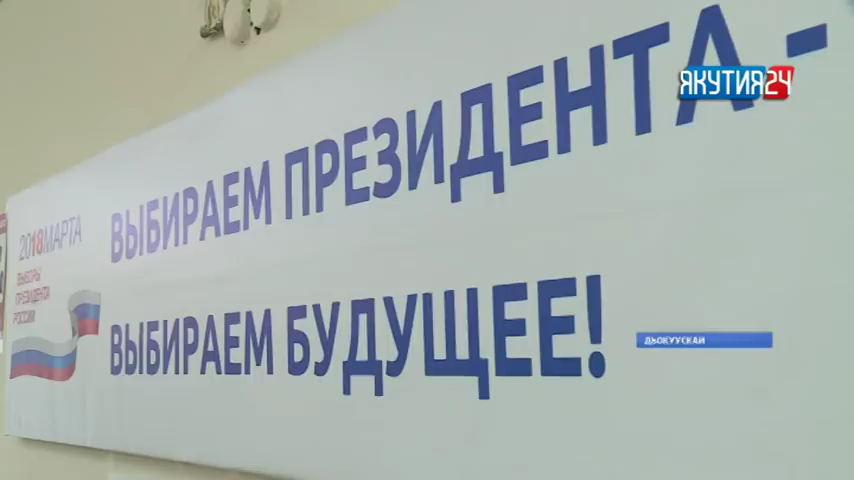 ЯКУТИЯ24
ВЫБИРАЕМ ПРЕЗИДЕНТА -
ВЫБИРАЕМ БУДУЩЕЕ!
2018МАРТА
ВЫБОРЫ
ПРЕЗИДЕНТА
РОССИИ
ДЬОКУУСКАЙ